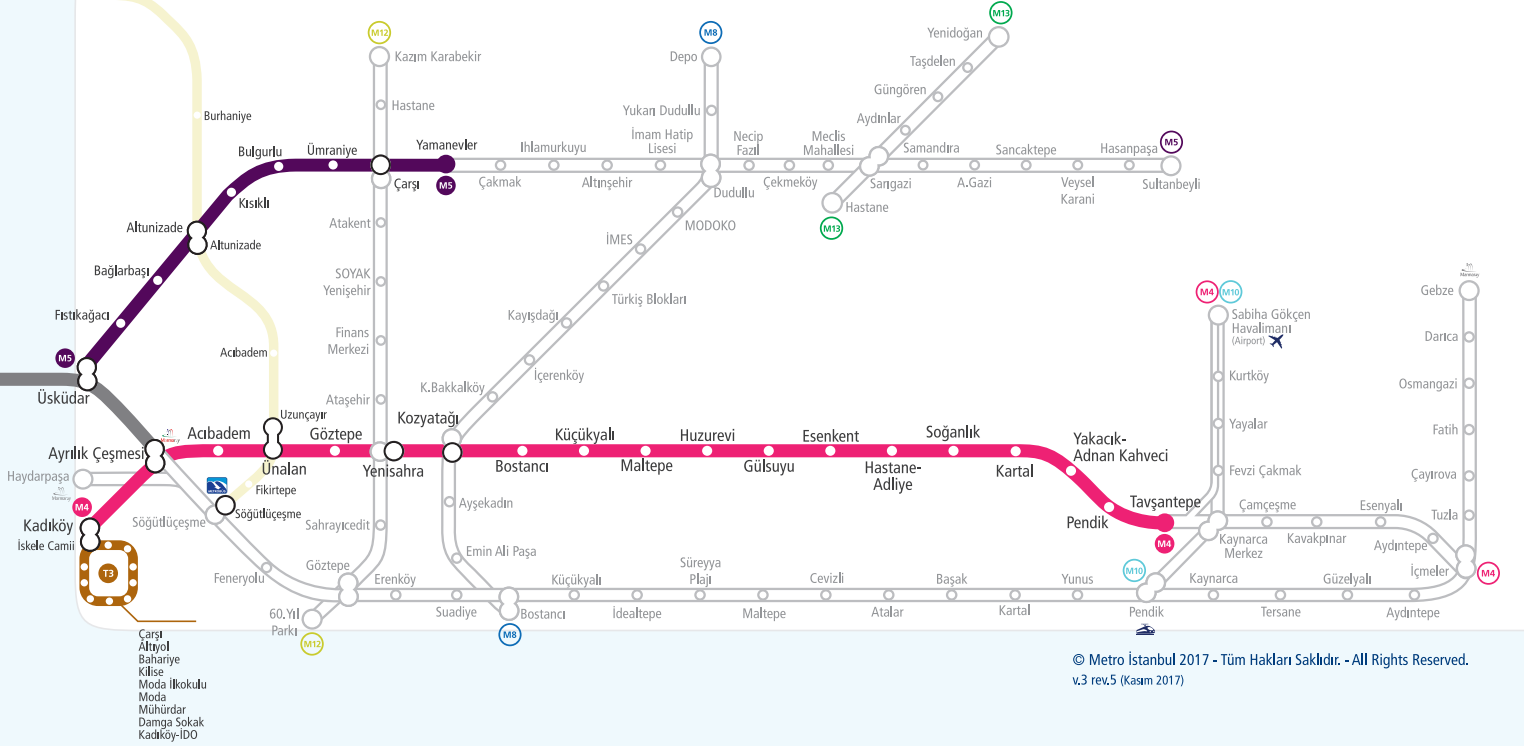 M12
M8
M13
Kazım Karabekir
Depo
Yenidoğan
Taşdelen
Güngören
Hastane
Yukarı Dudullu
Aydınlar
Burhaniye
Bulgurlu
Ümraniye
Yamanevler
Ihlamurkuyu
İmam Hatip
Lisesi
Necip
Fazıl
Meclis
Mahallesi
Samandıra
Sancaktepe
Hasanpaşa
M5
M5
Çarşı
Çakmak
Altınşehir
Dudullu
Çekmeköy
Sarıgazi
A.Gazi
Veysel
Karani
Sultanbeyli
Kısıklı
Hastane
M13
Altunizade
Altunizade
Atakent
MODOKO
İMES
Bağlarbaşı
SOYAK
Yenişehir
Türkiş Blokları
Fıstıkağacı
Kayışdağı
Finans
Merkezi
Acıbadem
İçerenköy
K.Bakkalköy
Ataşehir
M5
Üsküdar
M4
M10
Sabiha Gökçen
Havalimanı
(Airport)
Kurtköy
Yayalar
Fevzi Çakmak
Marmaray
Gebze
Darıca
Osmangazi
Fatih
Çayırova
Tuzla
Uzunçayır
Kozyatağı
Marmaray
Ayrılık Çeşmesi
Acıbadem
Ünalan
Göztepe
Yenisahra
Bostancı
Küçükyalı
Maltepe
Huzurevi
Gülsuyu
Esenkent
Hastane-
Adliye
Soğanlık
Kartal
Yakacık-
Adnan Kahveci
Pendik
Tavşantepe
M4
Haydarpaşa
Marmaray
M4
Kadıköy
İskele Camii
T3
Fikirtepe
METROBÜS
Söğütlüçeşme
Söğütlüçeşme
Sahrayıcedit
Ayşekadın
Emin Ali Paşa
Kaynarca
Merkez
Çamçeşme
Kavakpınar
Esenyalı
Aydıntepe
İçmeler
M4
Feneryolu
Göztepe
60.Yıl
Parkı
M12
Erenköy
Suadiye
Bostancı
M8
Küçükyalı
İdealtepe
Süreyya
Plajı
Maltepe
Cevizli
Atalar
Başak
Kartal
Yunus
M10
Pendik
Kaynarca
Tersane
Güzelyalı
Aydıntepe
Çarşı
Altıyol
Bahariye
Kilise
Moda İlkokulu
Moda
Mühürdar
Damga Sokak
Kadıköy-İDO
© Metro İstanbul 2017 - Tüm Hakları Saklıdır. - All Rights Reserved.
v.3 rev.5 (Kasım 2017)